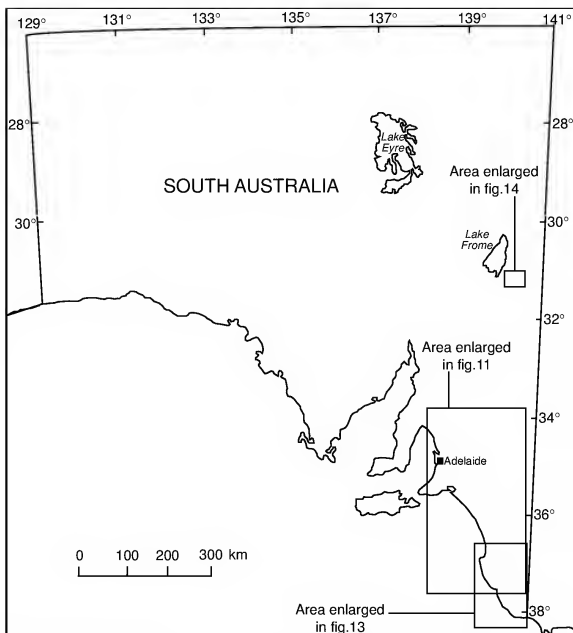 129° 131° 133° 135° 137° 139° 141°
28°
Lake
Eyre
SOUTH AUSTRALIA
Area enlarged
in fig.14
30°
30°
Lake
Frome
32°
Area enlarged
in fig.11
34°
Adelaide
36°
0 100 200 300 km
38°
Area enlarged
in fig.13